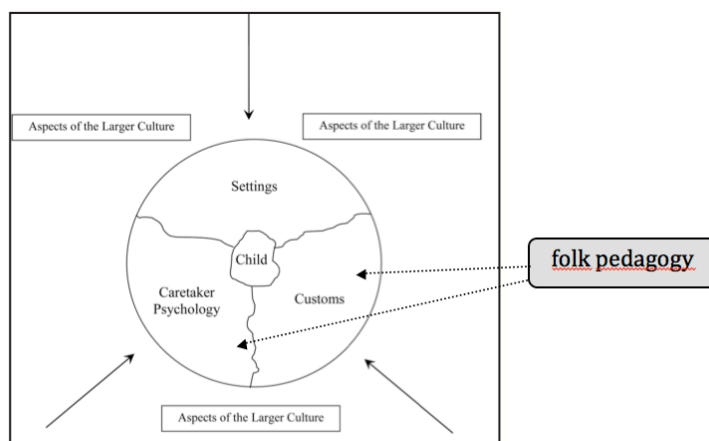 Aspects of the Larger Culture
Aspects of the Larger Culture
Settings
Child
folk pedagogy
Caretaker
Psychology
Customs
Aspects of the Larger Culture